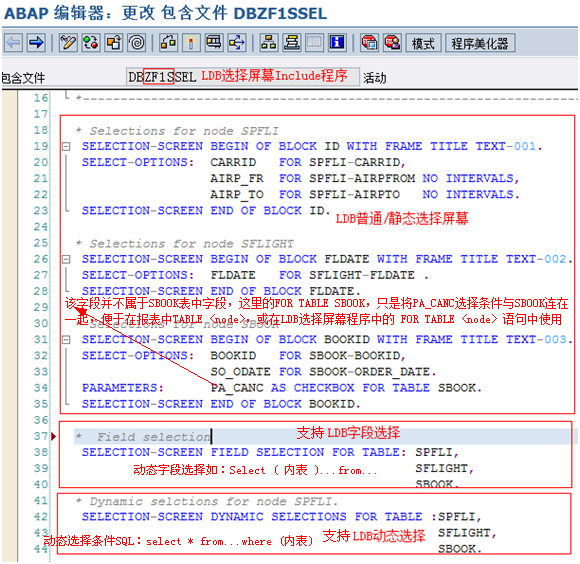 ABAP 编辑器: 更改 包含文件 DBZF1SSEL
模式 程序美化器
包含文件 DBZF1SSEL LDB选择屏幕Include程序 活动
16 *--------------------------------------------------------------
17
18 * Selections for node SPFLI
19 SELECTION-SCREEN BEGIN OF BLOCK ID WITH FRAME TITLE TEXT-001.
20 SELECT-OPTIONS: CARRID FOR SPFLI-CARRID,
21 AIRP_FR FOR SPFLI-AIRPFROM NO INTERVALS,
22 AIRP_TO FOR SPFLI-AIRPTO NO INTERVALS.
23 SELECTION-SCREEN END OF BLOCK ID.
LDB普通/静态选择屏幕
24
25 * Selections for node SFLIGHT
26 SELECTION-SCREEN BEGIN OF BLOCK FLDATE WITH FRAME TITLE TEXT-002.
27 SELECT-OPTIONS: FLDATE FOR SFLIGHT-FLDATE .
28 SELECTION-SCREEN END OF BLOCK FLDATE.
29 该字段并不属于SBOOK表中字段，这里的FOR TABLE SBOOK，只是将PA_CANC选择条件与SBOOK连在
30 一起，便于在报表中TABLE <node>，或在LDB选择屏幕程序中的 FOR TABLE <node> 语句中使用
31 SELECTION-SCREEN BEGIN OF BLOCK BOOKID WITH FRAME TITLE TEXT-003.
32 SELECT-OPTIONS: BOOKID FOR SBOOK-BOOKID,
33 SO_ODATE FOR SBOOK-ORDER_DATE.
34 PARAMETERS: PA_CANC AS CHECKBOX FOR TABLE SBOOK.
35 SELECTION-SCREEN END OF BLOCK BOOKID.
36
37 * Field selection 支持 LDB字段选择
38 SELECTION-SCREEN FIELD SELECTION FOR TABLE: SPFLI,
39 动态字段选择如：Select ( 内表 )...from... SFLIGHT,
40 SBOOK.
41 * Dynamic selctions for node SPFLI.
42 SELECTION-SCREEN DYNAMIC SELECTIONS FOR TABLE :SPFLI,
43 动态选择条件SQL：select * from...where (内表) 支持LDB动态选择 SFLIGHT,
44 SBOOK.